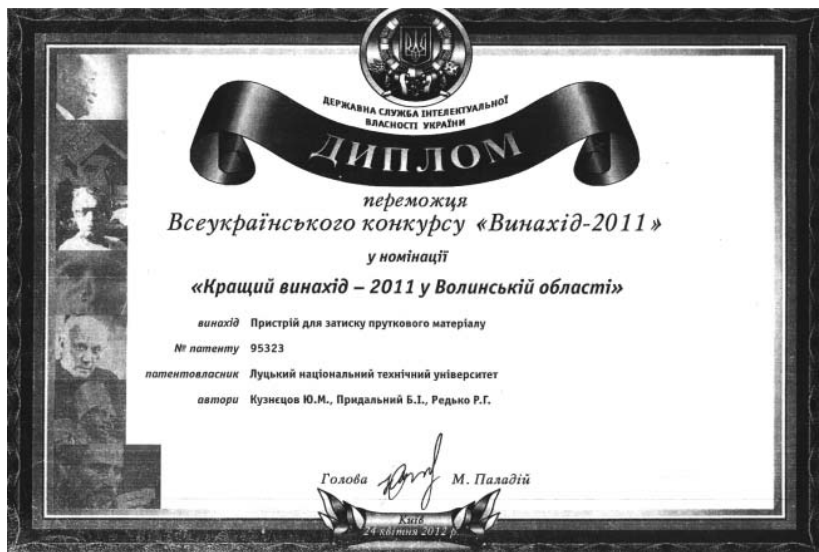 ДЕРЖАВНА СЛУЖБА ІНТЕЛЕКТУАЛЬНОЇ
ВЛАСНОСТІ УКРАЇНИ
ДИПЛОМ
переможця
Всеукраїнського конкурсу «Винахід-2011»
у номінації
«Кращий винахід – 2011 у Волинській області»
винахід Пристрій для затиску пруткового матеріалу
№ патенту 95323
патентовласник Луцький національний технічний університет
автори Кузнєцов Ю.М., Придальний Б.І., Редько Р.Г.
Голова М. Паладій
Київ
24 квітня 2012 р.